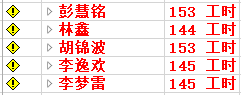 彭慧铭 153 工时
林鑫 144 工时
胡锦波 153 工时
李逸欢 145 工时
李梦雷 145 工时